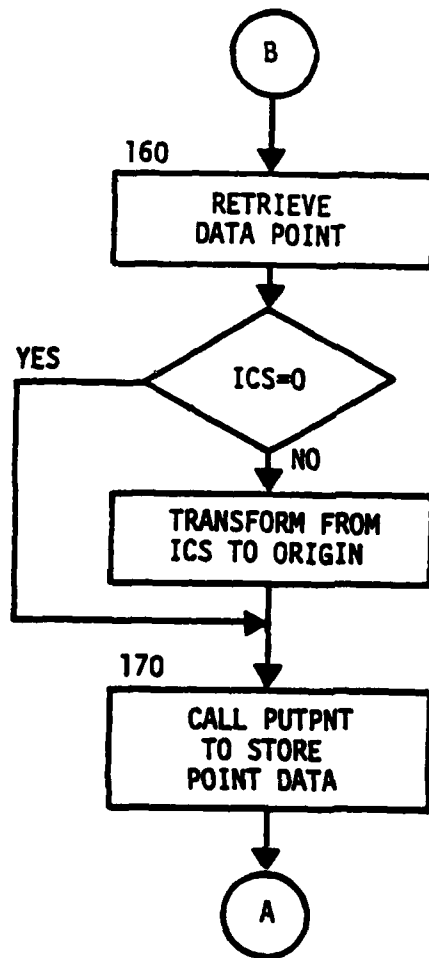 B
160
RETRIEVE
DATA POINT
YES
ICS=0
NO
TRANSFORM FROM
ICS TO ORIGIN
170
CALL PUTPNT
TO STORE
POINT DATA
A